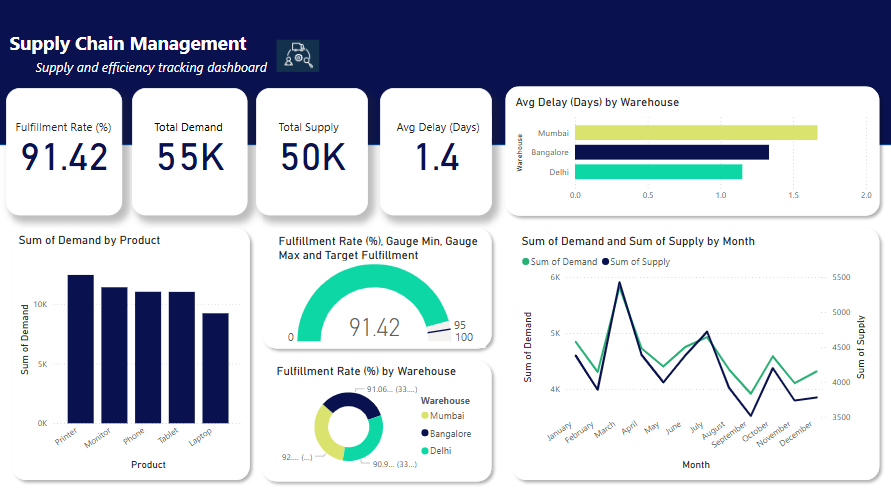 Supply Chain Management
Supply and efficiency tracking dashboard
Fulfillment Rate (%)
91.42
Total Demand
55K
Total Supply
50K
Avg Delay (Days)
1.4
Avg Delay (Days) by Warehouse
Warehouse
Mumbai
Bangalore
Delhi
0.0 0.5 1.0 1.5 2.0
Sum of Demand by Product
Sum of Demand
10K
5K
0K
Printer Monitor Phone Tablet Laptop
Product
Fulfillment Rate (%), Gauge Min, Gauge
Max and Target Fulfillment
91.42
0
95
100
Fulfillment Rate (%) by Warehouse
91.06... (33....)
92.... (...)
90.9... (33...)
Warehouse
Mumbai
Bangalore
Delhi
Sum of Demand and Sum of Supply by Month
Sum of Demand Sum of Supply
Sum of Demand
6K
5K
4K
5500
5000
4500
4000
3500
Sum of Supply
January February March April May June July August September October November December
Month